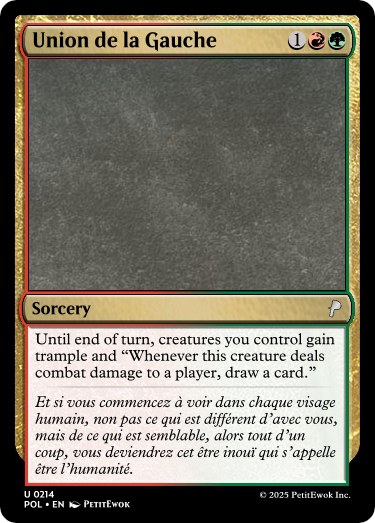 Union de la Gauche 1
Sorcery
Until end of turn, creatures you control gain
trample and “Whenever this creature deals
combat damage to a player, draw a card.”
Et si vous commencez à voir dans chaque visage
humain, non pas ce qui est différent d’avec vous,
mais de ce qui est semblable, alors tout d’un
coup, vous deviendrez cet être inouï qui s’appelle
être l’humanité.
U 0214
POL • EN PetitEwok
© 2025 PetitEwok Inc.